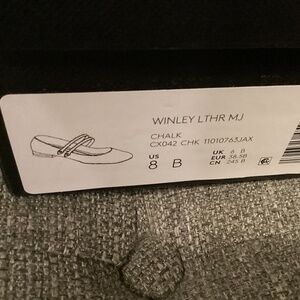 WINLEY LTHR MJ
CHALK
CX042 CHK 11010763JAX
US 8 B
UK 6 B
EUR 38.5B
CN 245 B